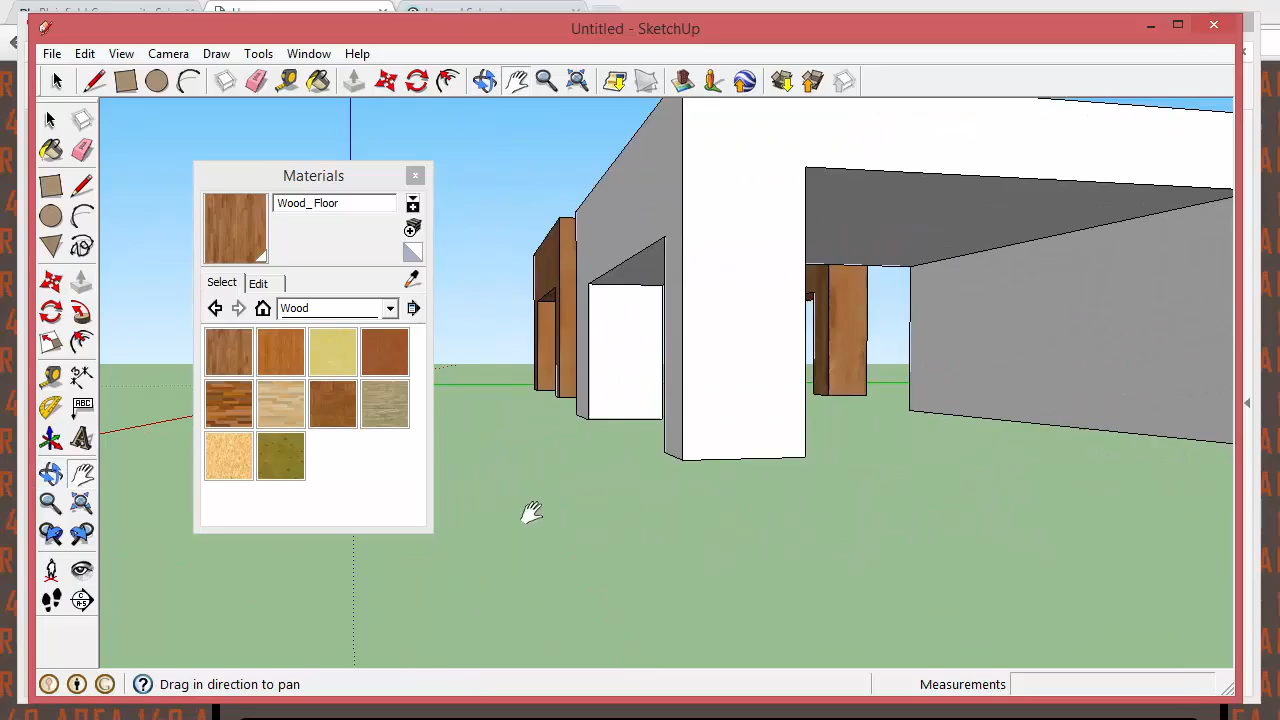 Untitled - SketchUp
File Edit View Camera Draw Tools Window Help
Materials
Wood_Floor
Select Edit
Wood
ABC
Drag in direction to pan
Measurements